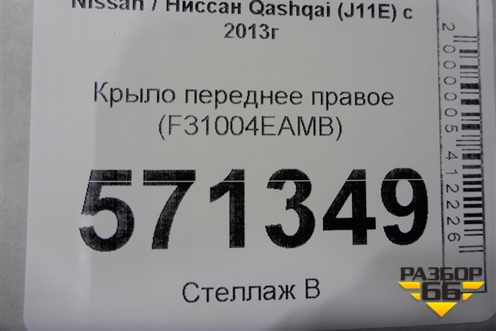 Nissan / Ниссан Qashqai (J11E) с
2013г
Крыло переднее правое
(F31004EAMB)
571349
Стеллаж В
2000005412226
РАЗБОР
66